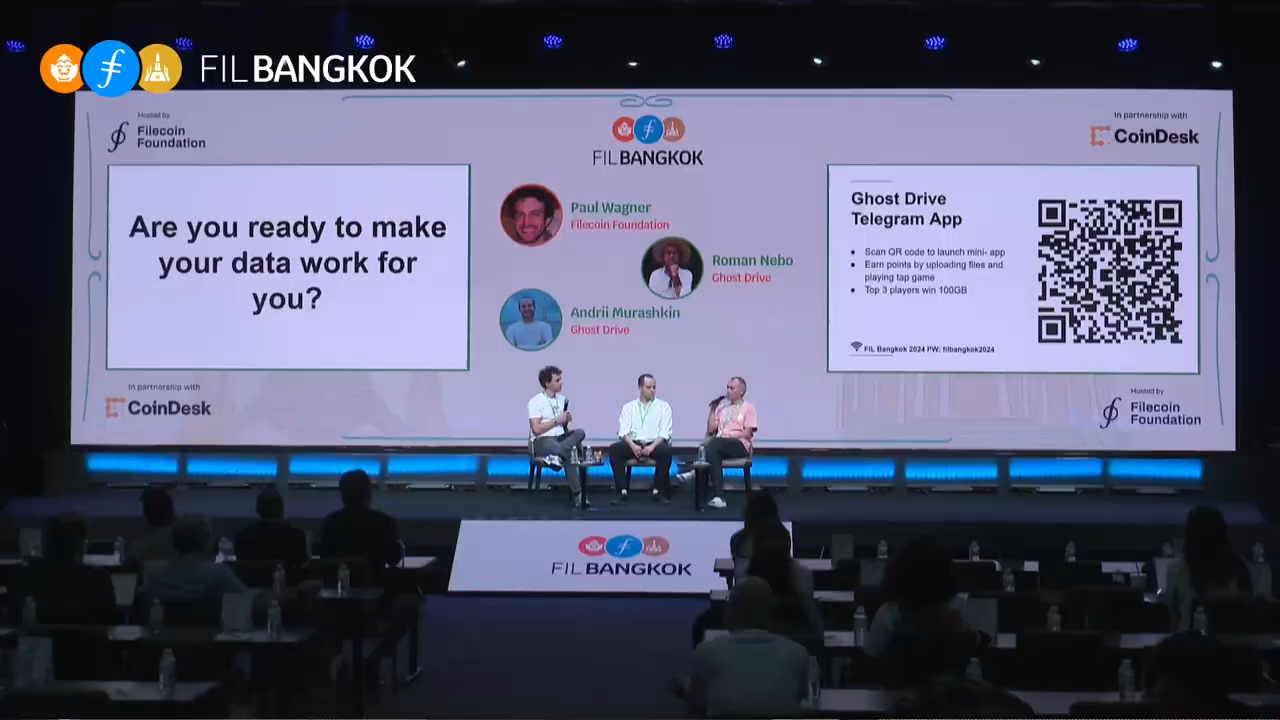 FIL BANGKOK
Hosted by
Filecoin
Foundation
FIL BANGKOK
In partnership with
CoinDesk
Are you ready to make
your data work for
you?
Paul Wagner
Filecoin Foundation
Roman Nebo
Ghost Drive
Andrii Murashkin
Ghost Drive
Ghost Drive
Telegram App
Scan QR code to launch mini- app
Earn points by uploading files and
playing tap game
Top 3 players win 100GB
FIL Bangkok 2024 PW: filbangkok2024
In partnership with
CoinDesk
Hosted by
Filecoin
Foundation
FIL BANGKOK